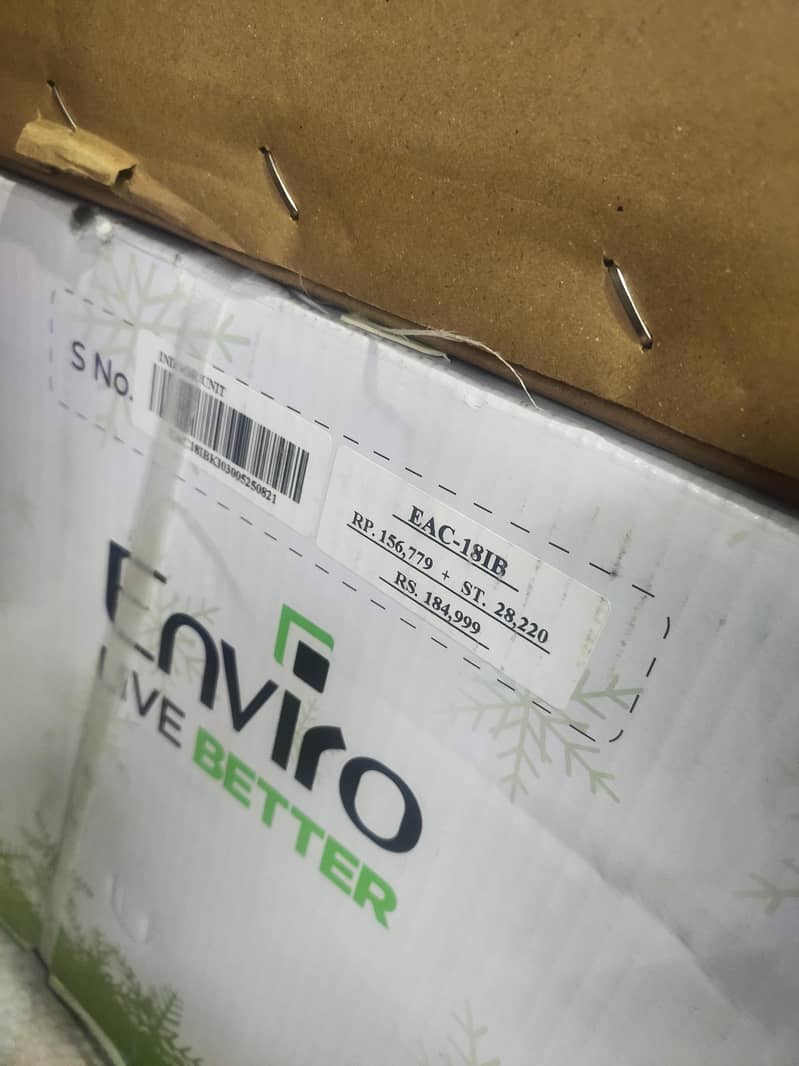 S No.
INDOOR UNIT
EAC-18IB
RP. 156,779 + ST. 28,220
RS. 184,999
Enviro
LIVE BETTER